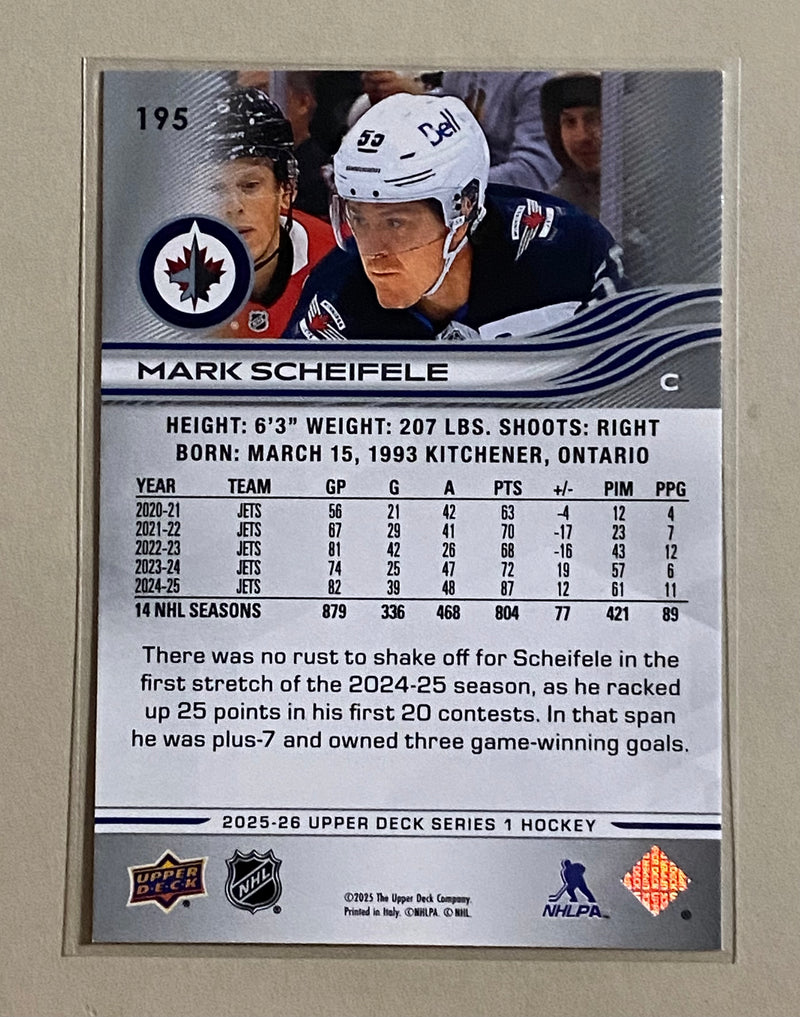 195
55
Bell
MARK SCHEIFELE
C
HEIGHT: 6'3" WEIGHT: 207 LBS. SHOOTS: RIGHT
BORN: MARCH 15, 1993 KITCHENER, ONTARIO
YEAR TEAM GP G A PTS +/- PIM PPG
2020-21 JETS 56 21 42 63 -4 12 4
2021-22 JETS 67 29 41 70 -17 23 7
2022-23 JETS 81 42 26 68 -16 43 12
2023-24 JETS 74 25 47 72 19 57 6
2024-25 JETS 82 39 48 87 12 61 11
14 NHL SEASONS 879 336 468 804 77 421 89
There was no rust to shake off for Scheifele in the
first stretch of the 2024-25 season, as he racked
up 25 points in his first 20 contests. In that span
he was plus-7 and owned three game-winning goals.
2025-26 UPPER DECK SERIES 1 HOCKEY
UPPER
D·E·C·K
NHL
©2025 The Upper Deck Company.
Printed in Italy. ©NHLPA. © NHL.
NHLPA